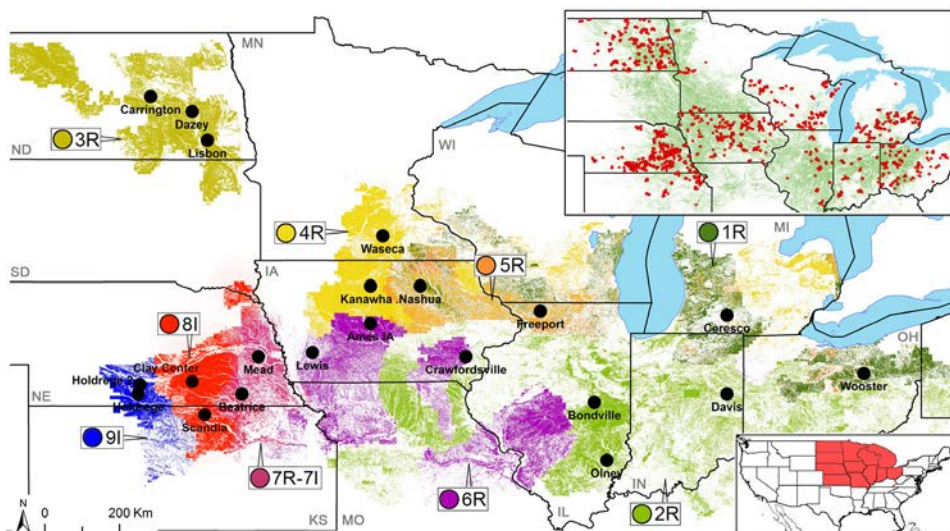 MN
Carrington
Dazey
3R
Lisbon
ND
WI
1R
MI
4R
Waseca
5R
SD
IA
Kanawha
.Nashua
Freeport
8I
Ames IA
Ceresco
OH
Clay Center
Mead
Lewis
Crawfordsville
Wooster
Holdrege
NE
Holdrege
Beatrice
Bondville
Davis
Scandia
9I
7R-7I
Olney
6R
IN
2R
N
0
200 Km
KS
MO
IL